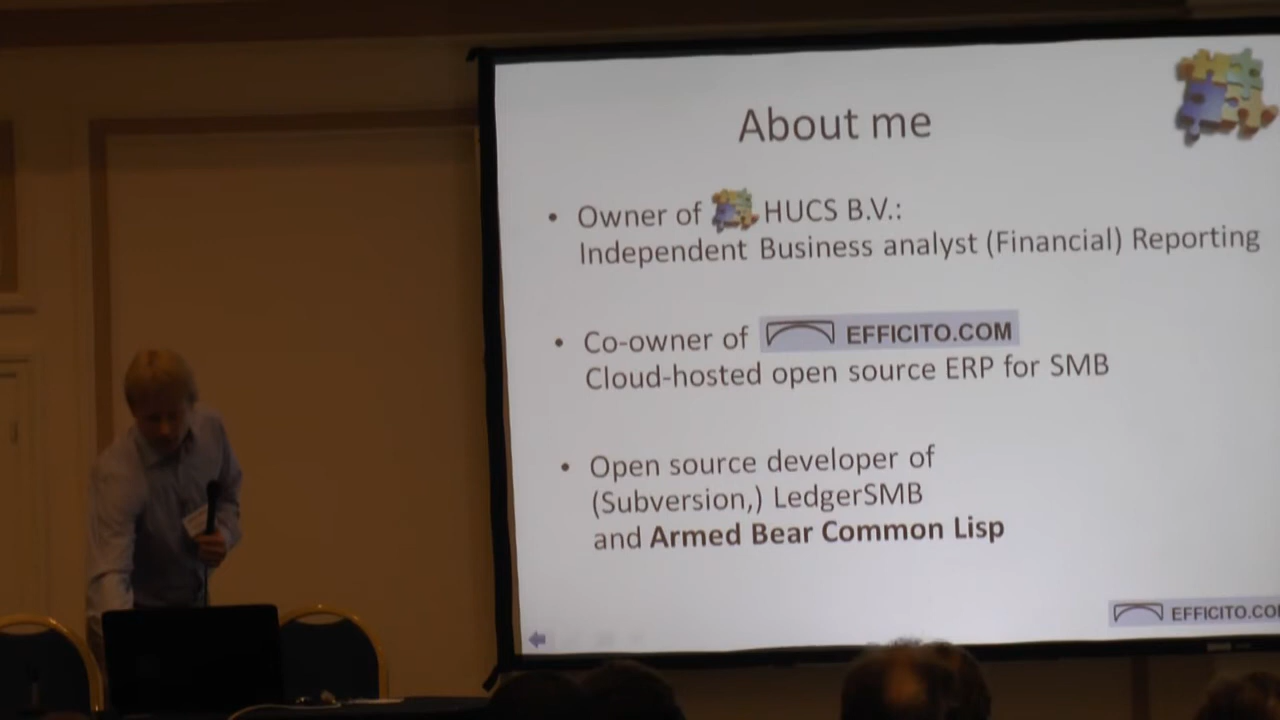 About me
• Owner of HUCS B.V.:
Independent Business analyst (Financial) Reporting
• Co-owner of EFFICITO.COM
Cloud-hosted open source ERP for SMB
• Open source developer of
(Subversion,) LedgerSMB
and Armed Bear Common Lisp
EFFICITO.CO